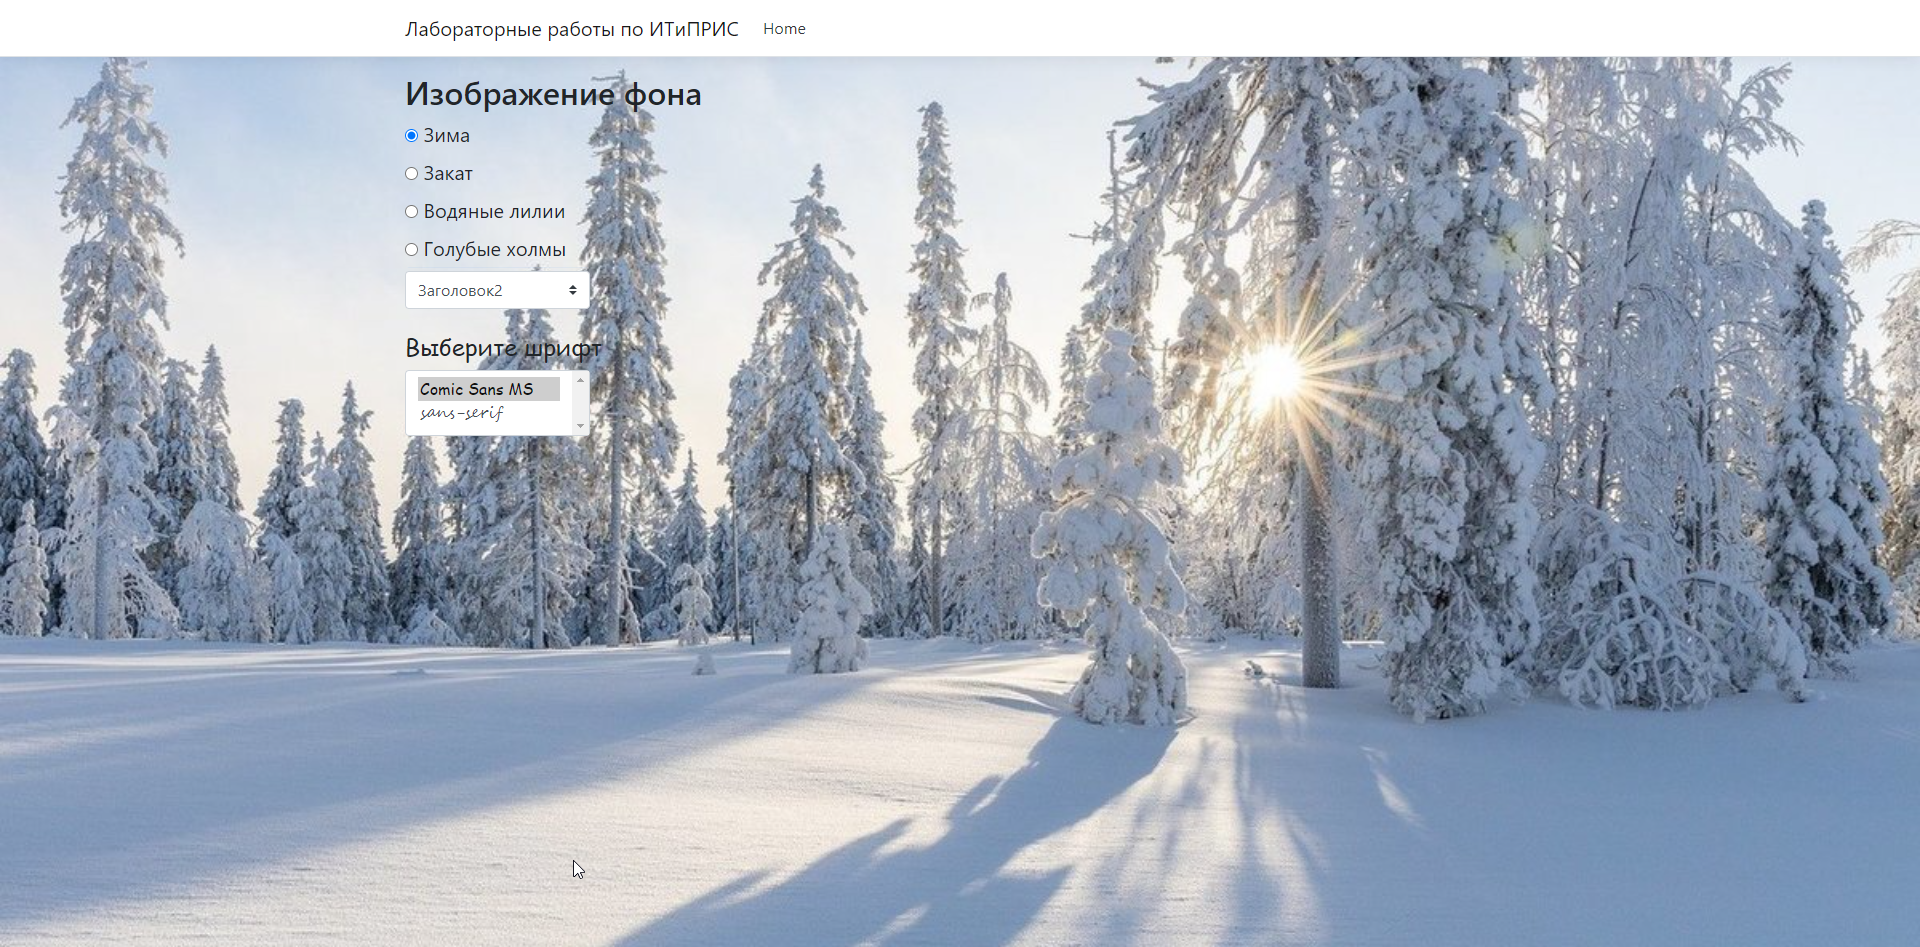 Лабораторные работы по ИТиПРИС Home
Изображение фона
Зима
Закат
Водяные лилии
Голубые холмы
Заголовок2
Выберите шрифт
Comic Sans MS
sans-serif